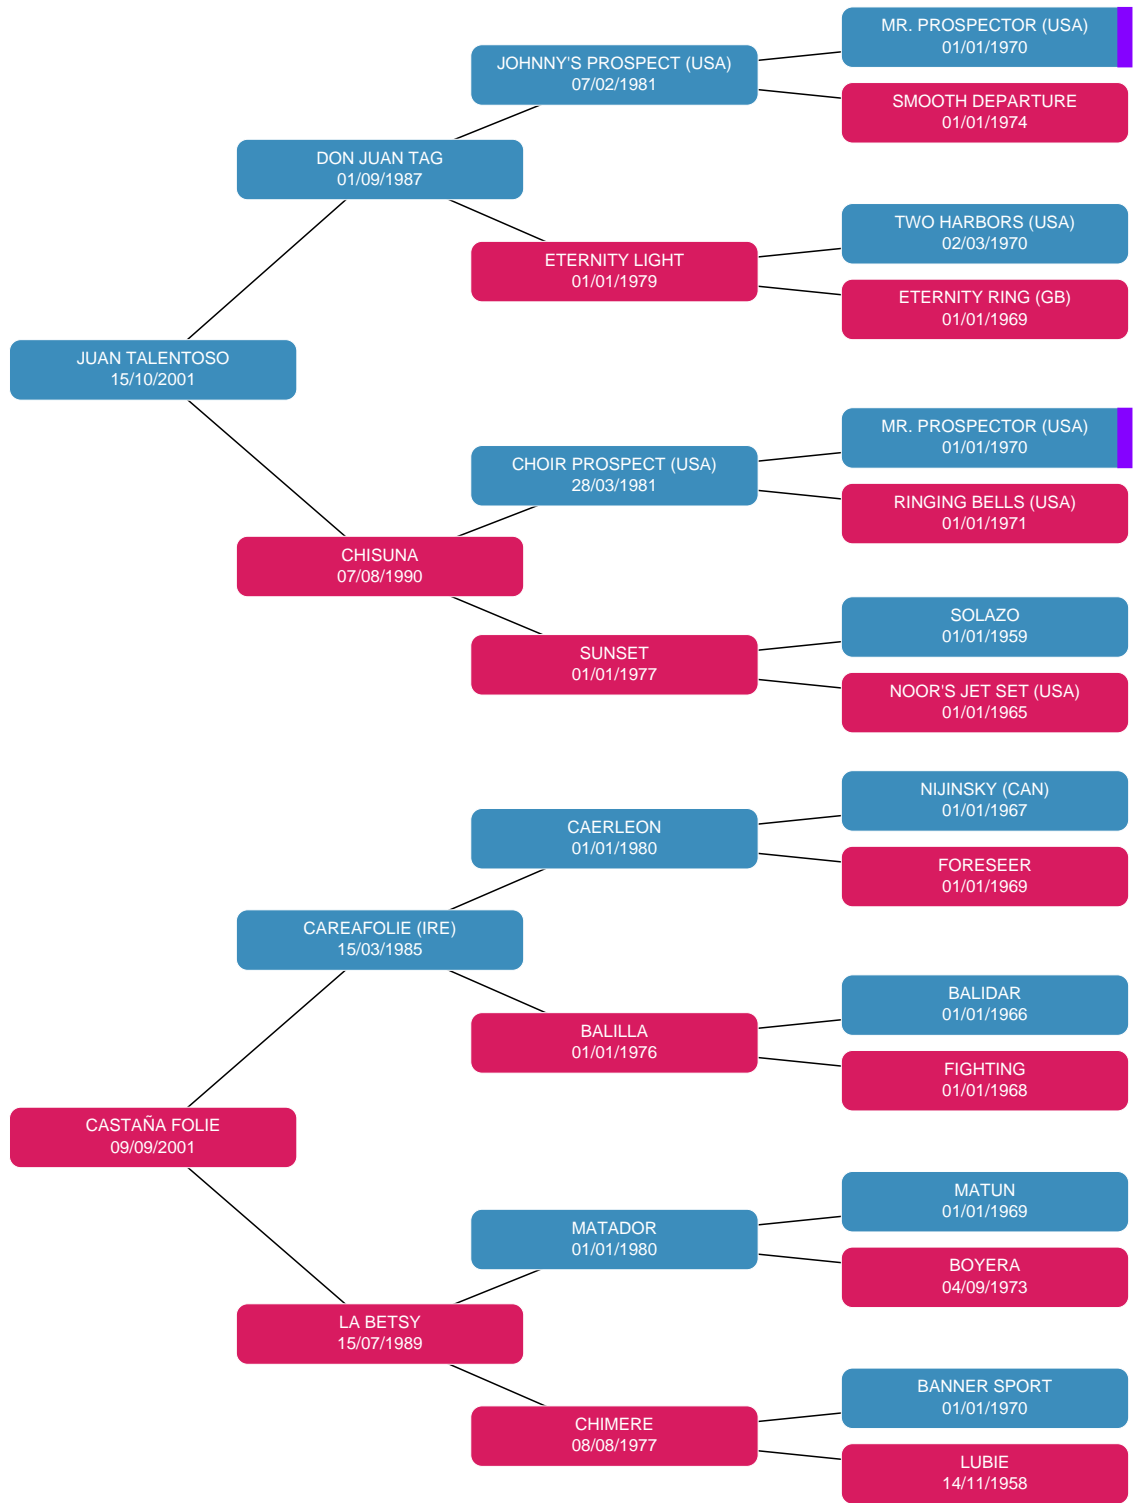 MR. PROSPECTOR (USA)
01/01/1970
JOHNNY'S PROSPECT (USA)
07/02/1981
SMOOTH DEPARTURE
01/01/1974
DON JUAN TAG
01/09/1987
TWO HARBORS (USA)
02/03/1970
ETERNITY LIGHT
01/01/1979
ETERNITY RING (GB)
01/01/1969
JUAN TALENTOSO
15/10/2001
MR. PROSPECTOR (USA)
01/01/1970
CHOIR PROSPECT (USA)
28/03/1981
RINGING BELLS (USA)
01/01/1971
CHISUNA
07/08/1990
SOLAZO
01/01/1959
SUNSET
01/01/1977
NOOR'S JET SET (USA)
01/01/1965
NIJINSKY (CAN)
01/01/1967
CAERLEON
01/01/1980
FORESEER
01/01/1969
CAREAFOLIE (IRE)
15/03/1985
BALIDAR
01/01/1966
BALILLA
01/01/1976
FIGHTING
01/01/1968
CASTAÑA FOLIE
09/09/2001
MATUN
01/01/1969
MATADOR
01/01/1980
BOYERA
04/09/1973
LA BETSY
15/07/1989
BANNER SPORT
01/01/1970
CHIMERE
08/08/1977
LUBIE
14/11/1958